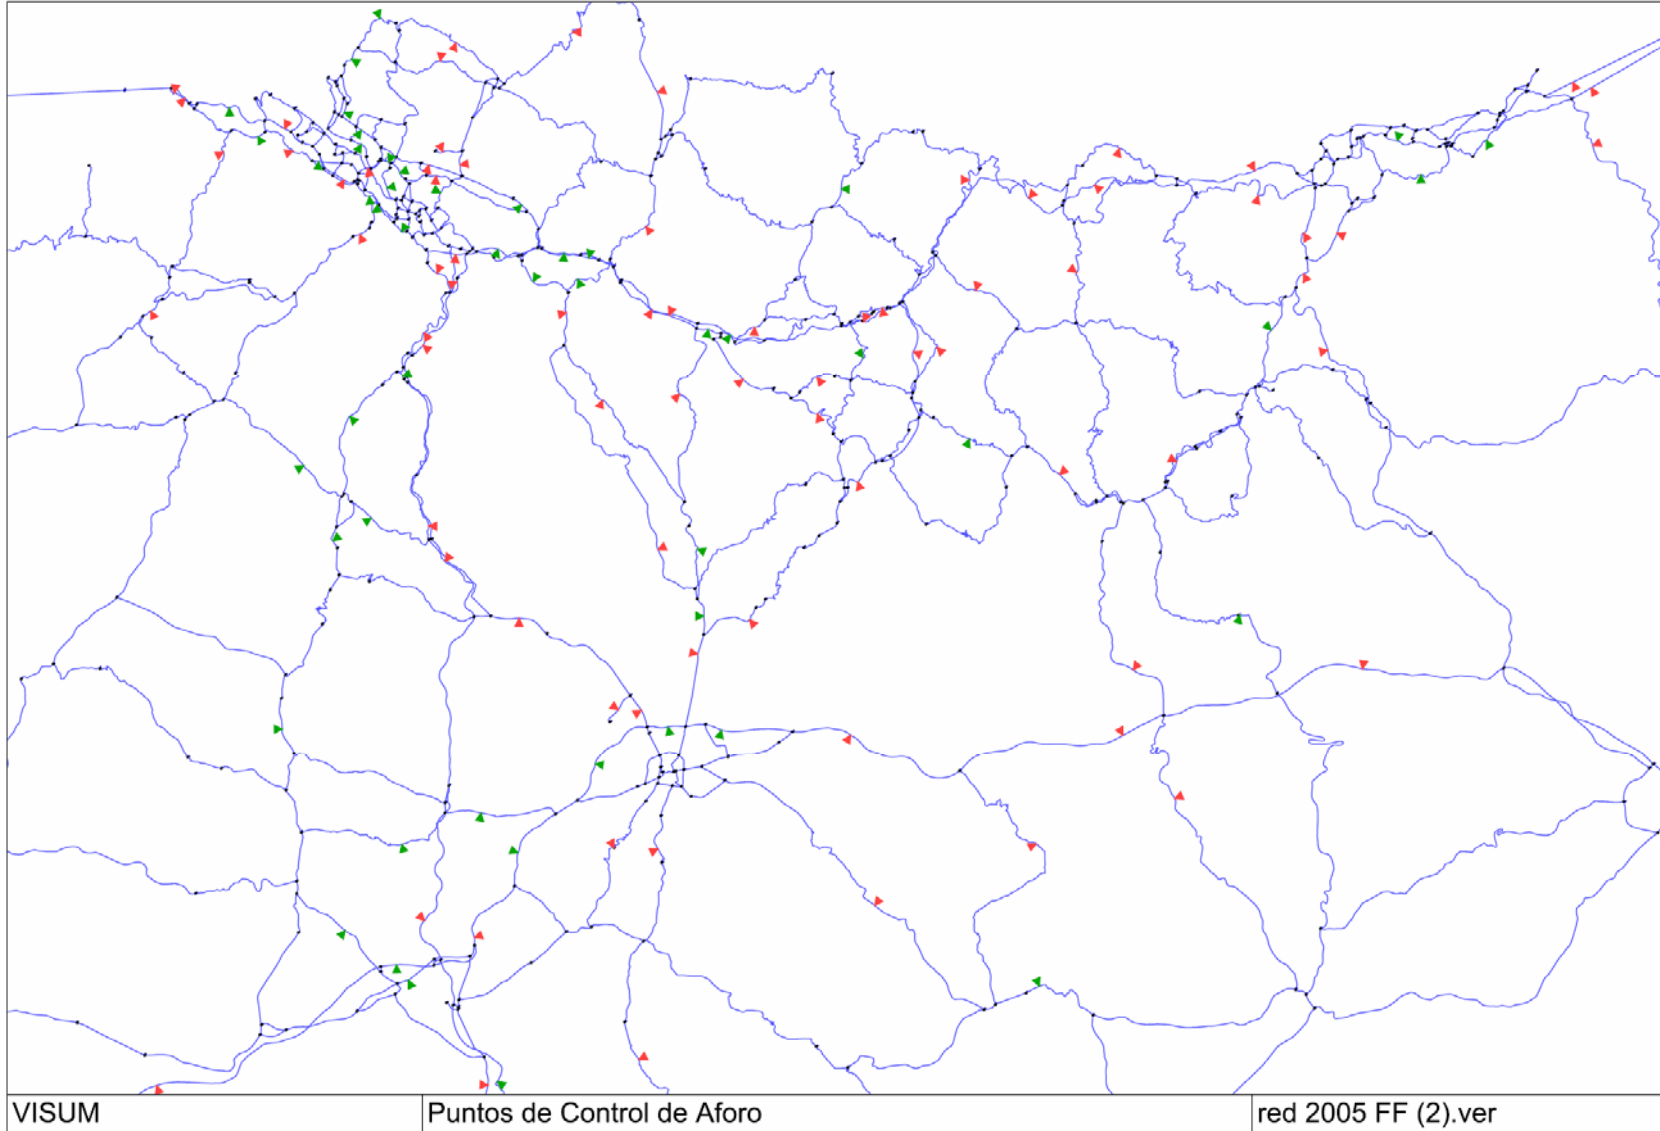 VISUM
Puntos de Control de Aforo
red 2005 FF (2).ver